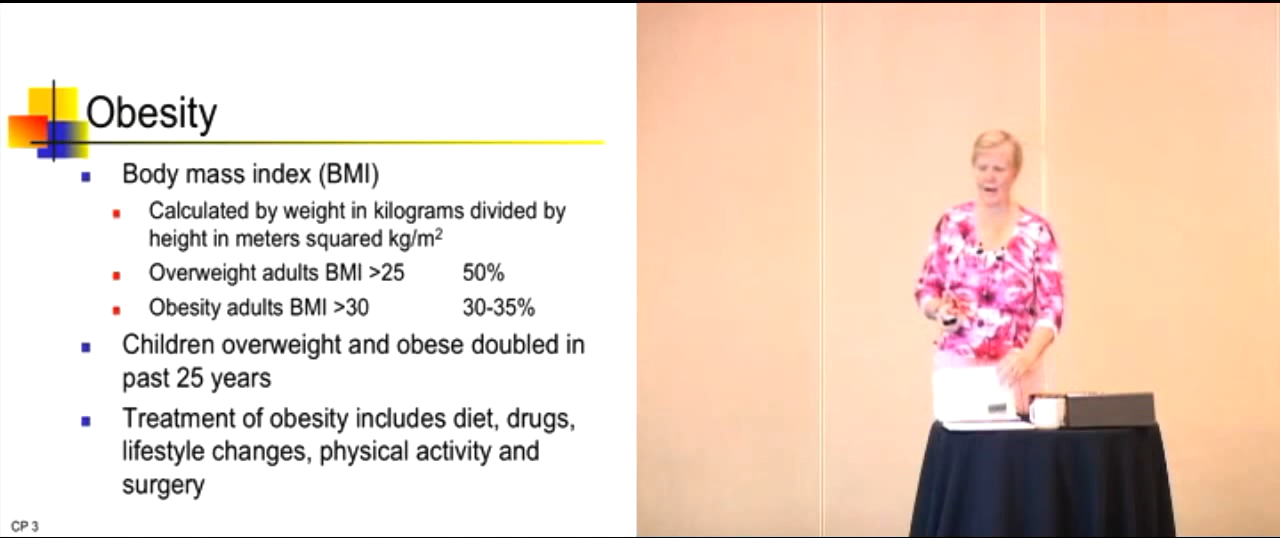 Obesity
Body mass index (BMI)
Calculated by weight in kilograms divided by
height in meters squared kg/m²
Overweight adults BMI >25 50%
Obesity adults BMI >30 30-35%
Children overweight and obese doubled in
past 25 years
Treatment of obesity includes diet, drugs,
lifestyle changes, physical activity and
surgery
CP 3